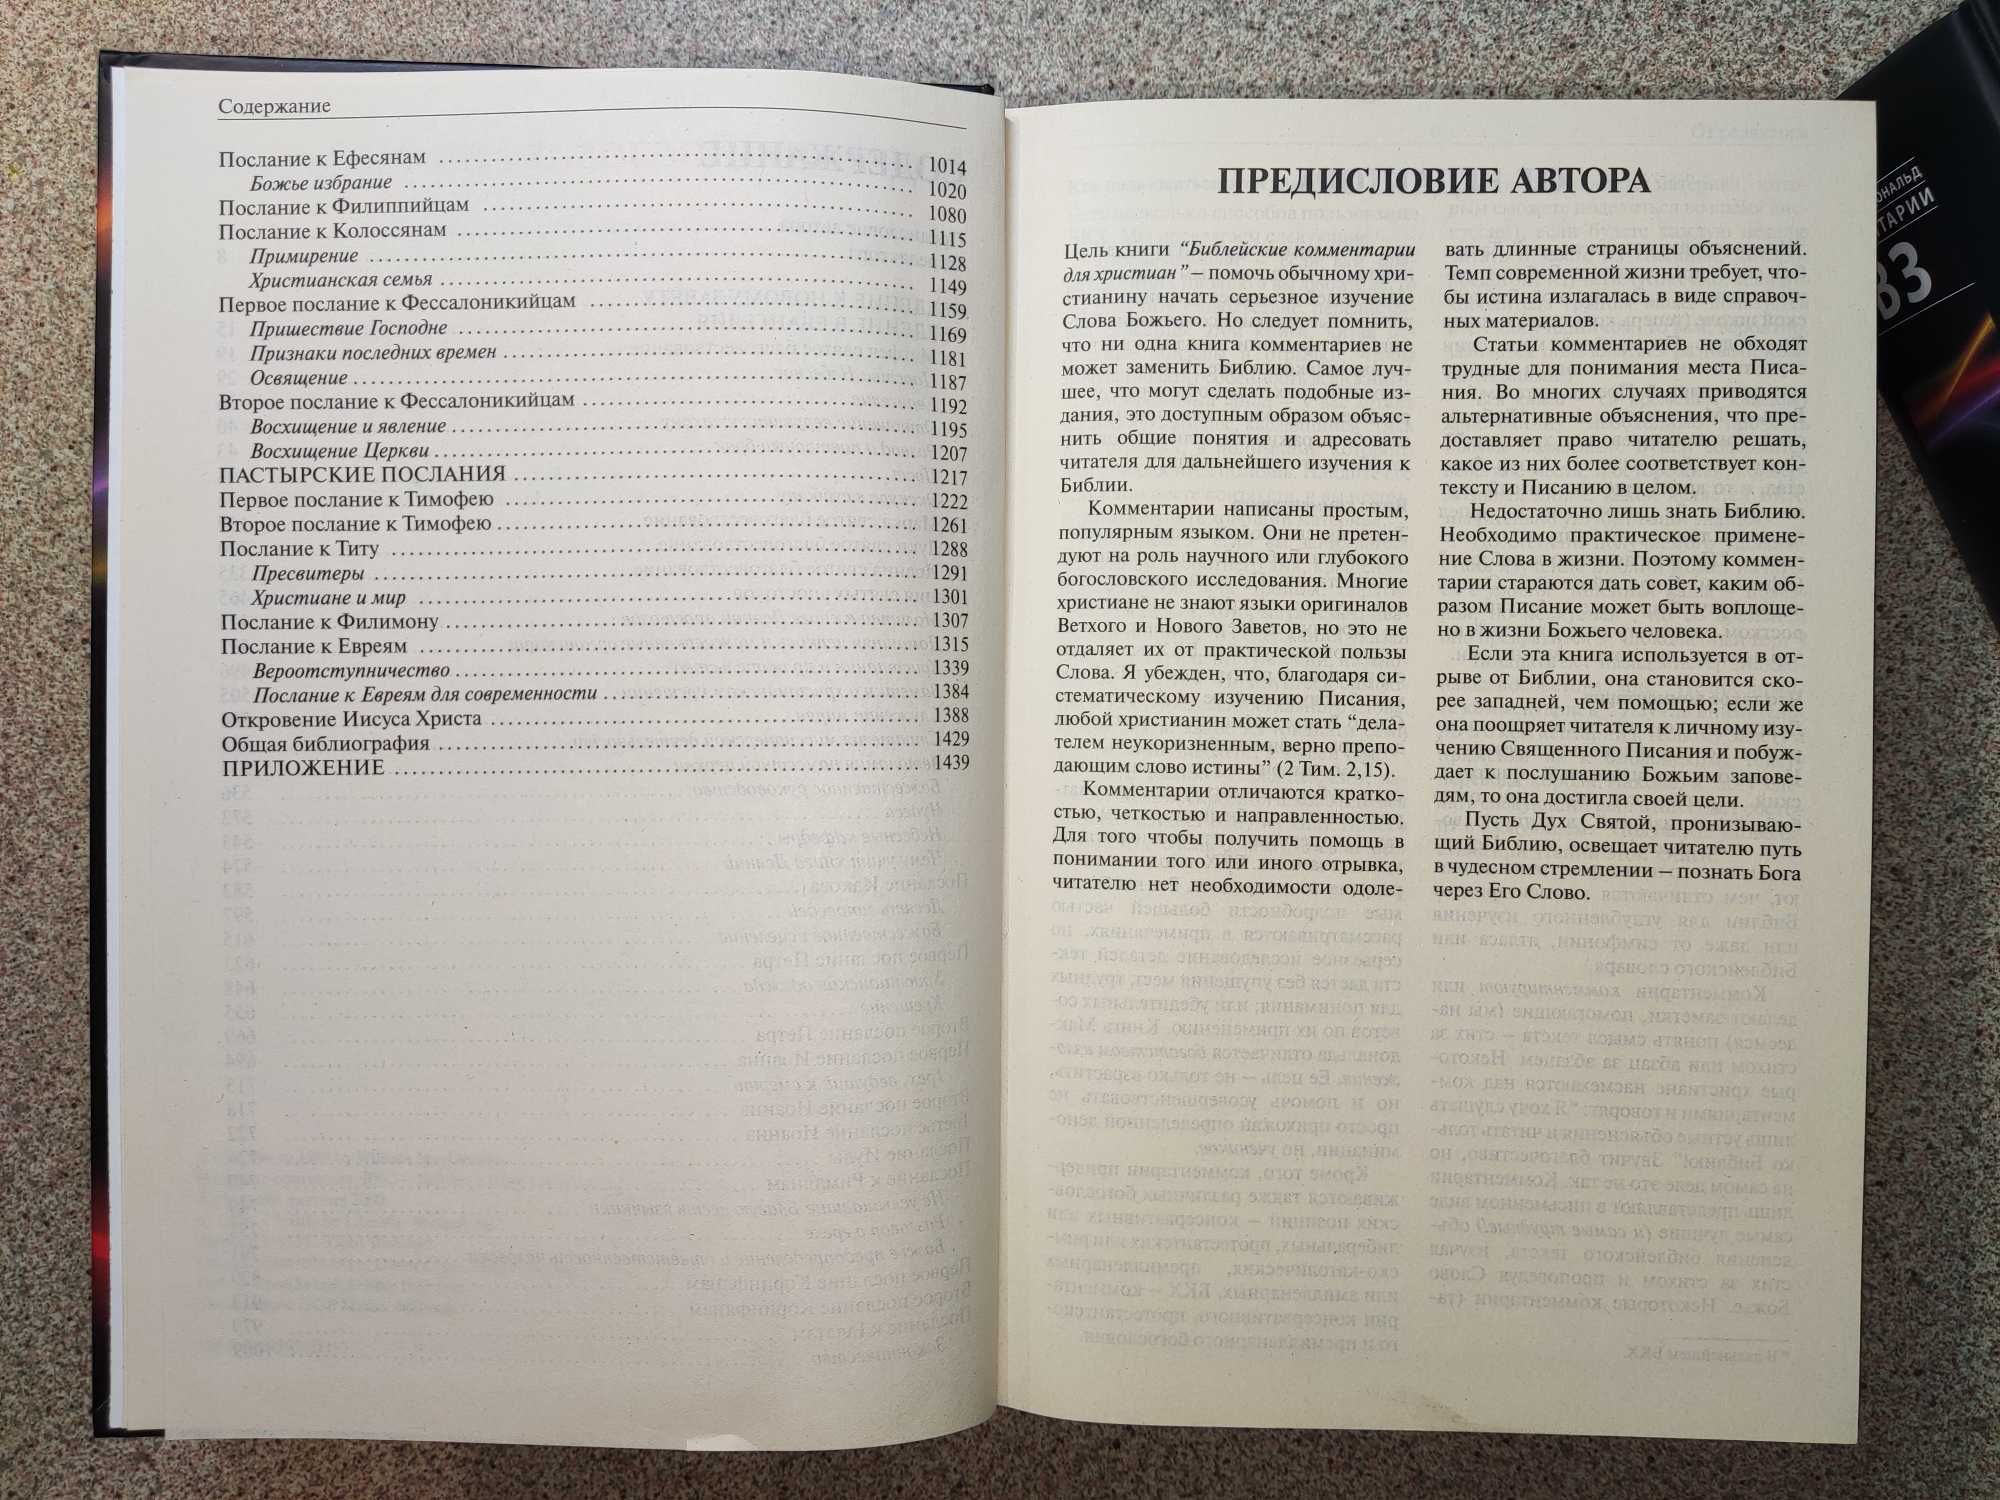 Содержание
Послание к Ефесянам 1014
Божье избрание 1020
Послание к Филиппийцам 1080
Послание к Колоссянам 1115
Примирение 1128
Христианская семья 1149
Первое послание к Фессалоникийцам 1159
Пришествие Господне 1169
Признаки последних времен 1181
Освящение 1187
Второе послание к Фессалоникийцам 1192
Восхищение и явление 1195
Восхищение Церкви 1207
ПАСТЫРСКИЕ ПОСЛАНИЯ 1217
Первое послание к Тимофею 1222
Второе послание к Тимофею 1261
Послание к Титу 1288
Пресвитеры 1291
Христиане и мир 1301
Послание к Филимону 1307
Послание к Евреям 1315
Вероотступничество 1339
Послание к Евреям для современности 1384
Откровение Иисуса Христа 1388
Общая библиография 1429
ПРИЛОЖЕНИЕ 1439
ПРЕДИСЛОВИЕ АВТОРА
Цель книги “Библейские комментарии
для христиан” – помочь обычному хри-
стианину начать серьезное изучение
Слова Божьего. Но следует помнить,
что ни одна книга комментариев не
может заменить Библию. Самое луч-
шее, что могут сделать подобные из-
дания, это доступным образом объяс-
нить общие понятия и адресовать
читателя для дальнейшего изучения к
Библии.
Комментарии написаны простым,
популярным языком. Они не претен-
дуют на роль научного или глубокого
богословского исследования. Многие
христиане не знают языки оригиналов
Ветхого и Нового Заветов, но это не
отдаляет их от практической пользы
Слова. Я убежден, что, благодаря си-
стематическому изучению Писания,
любой христианин может стать “дела-
телем неукоризненным, верно препо-
дающим слово истины” (2 Тим. 2,15).
Комментарии отличаются кратко-
стью, четкостью и направленностью.
Для того чтобы получить помощь в
понимании того или иного отрывка,
читателю нет необходимости одоле-
вать длинные страницы объяснений.
Темп современной жизни требует, что-
бы истина излагалась в виде справоч-
ных материалов.
Статьи комментариев не обходят
трудные для понимания места Писа-
ния. Во многих случаях приводятся
альтернативные объяснения, что пре-
доставляет право читателю решать,
какое из них более соответствует кон-
тексту и Писанию в целом.
Недостаточно лишь знать Библию.
Необходимо практическое примене-
ние Слова в жизни. Поэтому коммен-
тарии стараются дать совет, каким об-
разом Писание может быть воплоще-
но в жизни Божьего человека.
Если эта книга используется в от-
рыве от Библии, она становится ско-
рее западней, чем помощью; если же
она поощряет читателя к личному изу-
чению Священного Писания и побуж-
дает к послушанию Божьим запове-
дям, то она достигла своей цели.
Пусть Дух Святой, пронизываю-
щий Библию, освещает читателю путь
в чудесном стремлении – познать Бога
через Его Слово.